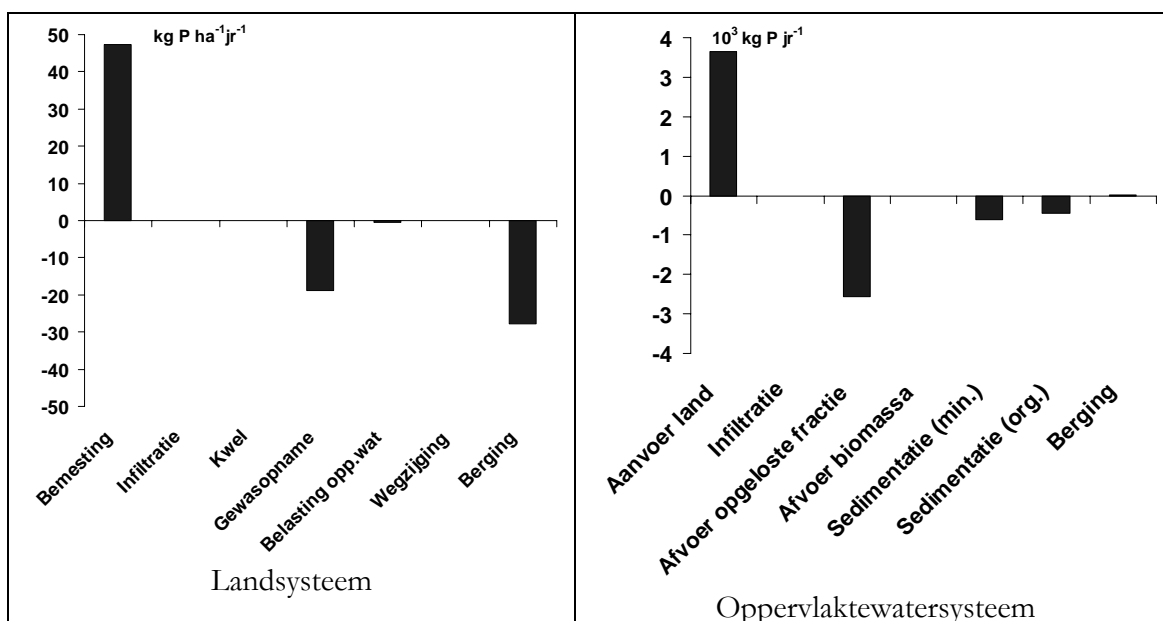 kg P ha⁻¹jr⁻¹
50
40
30
20
10
0
-10
-20
-30
-40
-50
Bemesting
Infiltratie
Kwel
Gewasopname
Belasting opp.wat
Wegzijging
Berging
Landsysteem
10³ kg P jr⁻¹
4
3
2
1
0
-1
-2
-3
-4
Aanvoer land
Infiltratie
Afvoer opgeloste fractie
Afvoer biomassa
Sedimentatie (min.)
Sedimentatie (org.)
Berging
Oppervlaktewatersysteem